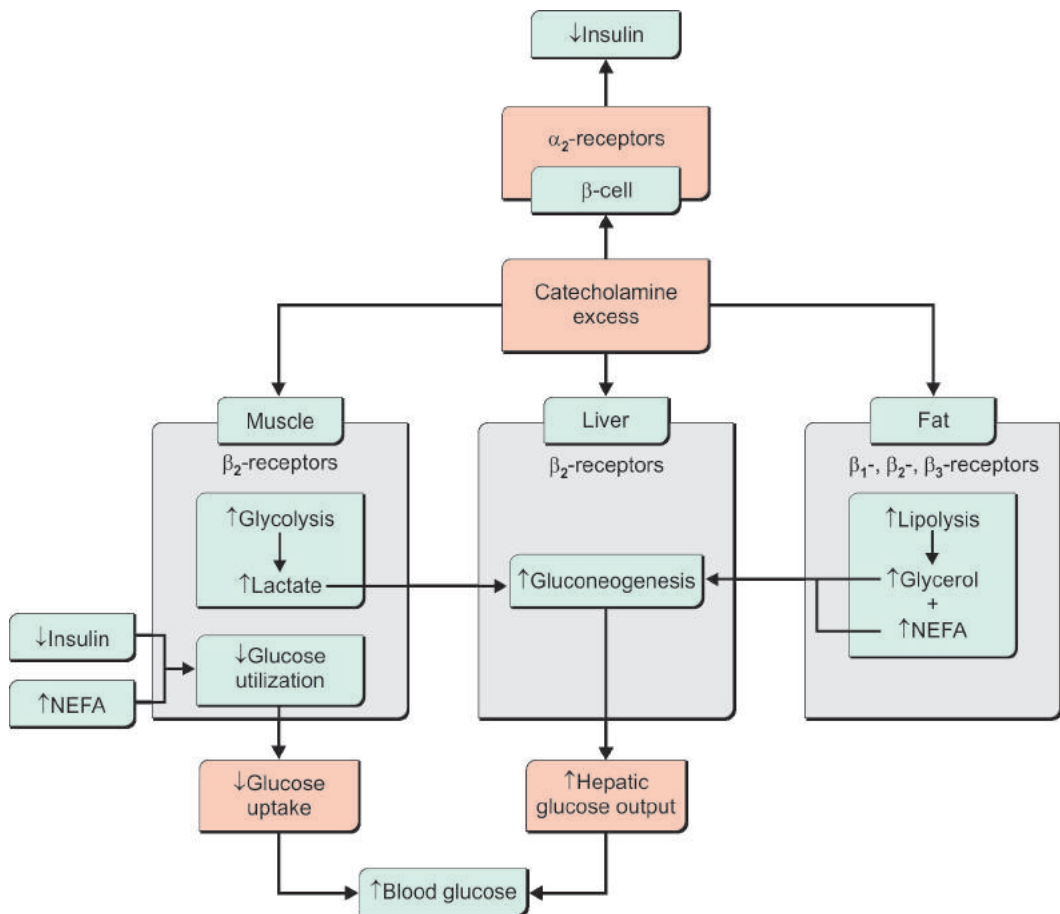 ↓Insulin
α₂-receptors
β-cell
Catecholamine
excess
Muscle
β₂-receptors
↑Glycolysis
↑Lactate
↓Insulin
↑NEFA
↓Glucose
utilization
↓Glucose
uptake
Liver
β₂-receptors
↑Gluconeogenesis
↑Hepatic
glucose output
Fat
β₁-, β₂-, β₃-receptors
↑Lipolysis
↑Glycerol
+
↑NEFA
↑Blood glucose